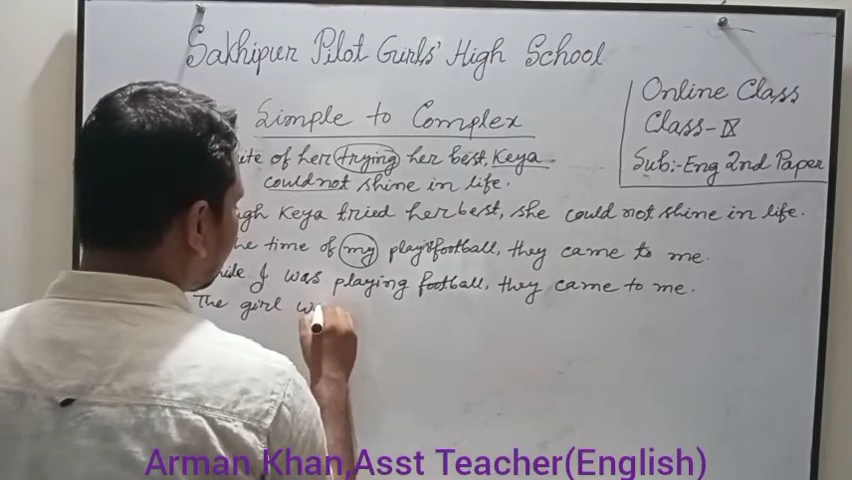 Sakhipur Pilot Girls' High School
Online Class
Class-IX
Sub:-Eng 2nd Paper
Simple to Complex
of her trying her best, Keya
could not shine in life.
Keya tried her best, she could not shine in life.
time of my playing football, they came to me.
I was playing football, they came to me.
The girl
Arman Khan,Asst Teacher(English)